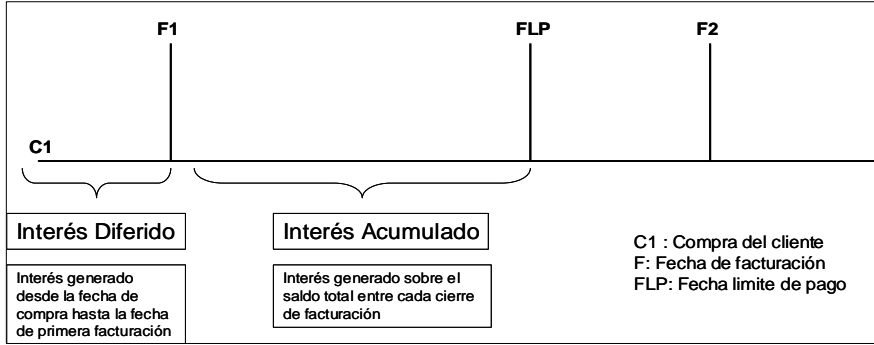 F1
FLP
F2
C1
Interés Diferido
Interés Acumulado
Interés generado
desde la fecha de
compra hasta la fecha
de primera facturación
Interés generado sobre el
saldo total entre cada cierre
de facturación
C1 : Compra del cliente
F: Fecha de facturación
FLP: Fecha limite de pago